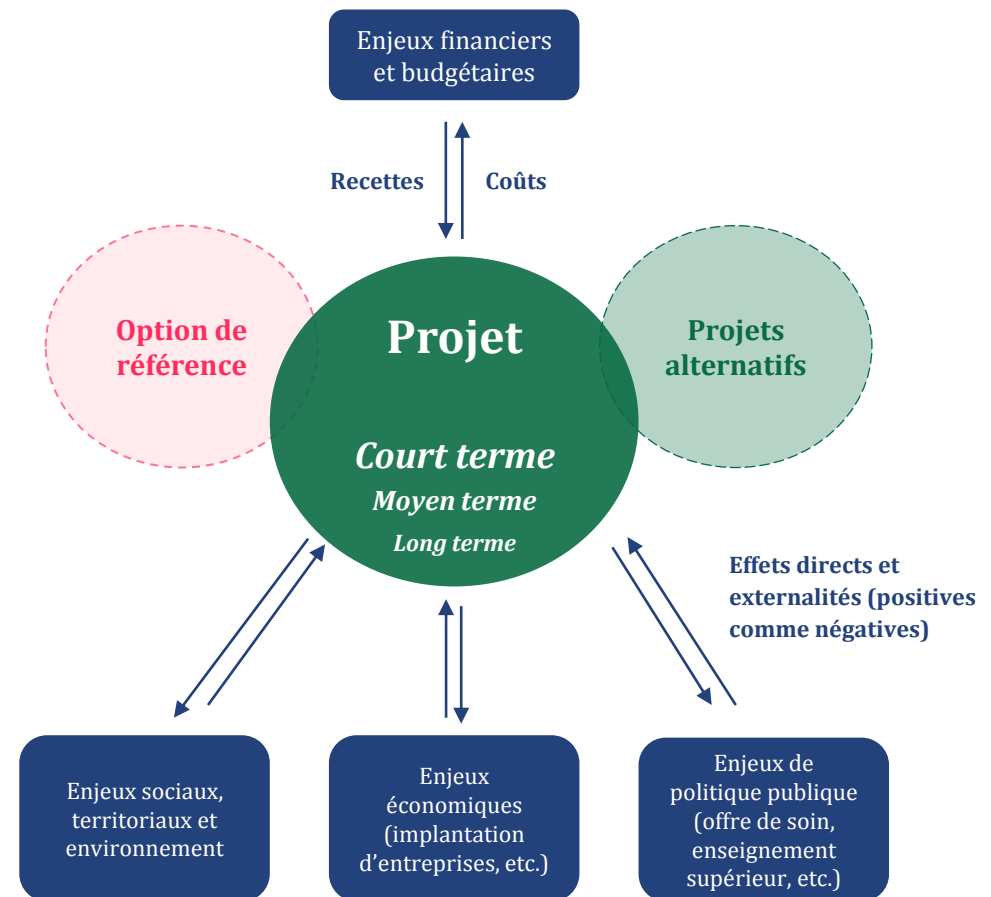 Enjeux financiers
et budgétaires
Recettes
Coûts
Option de
référence
Projet
Projets
alternatifs
Court terme
Moyen terme
Long terme
Effets directs et
externalités (positives
comme négatives)
Enjeux sociaux,
territoriaux et
environnement
Enjeux
économiques
(implantation
d’entreprises, etc.)
Enjeux de
politique publique
(offre de soin,
enseignement
supérieur, etc.)